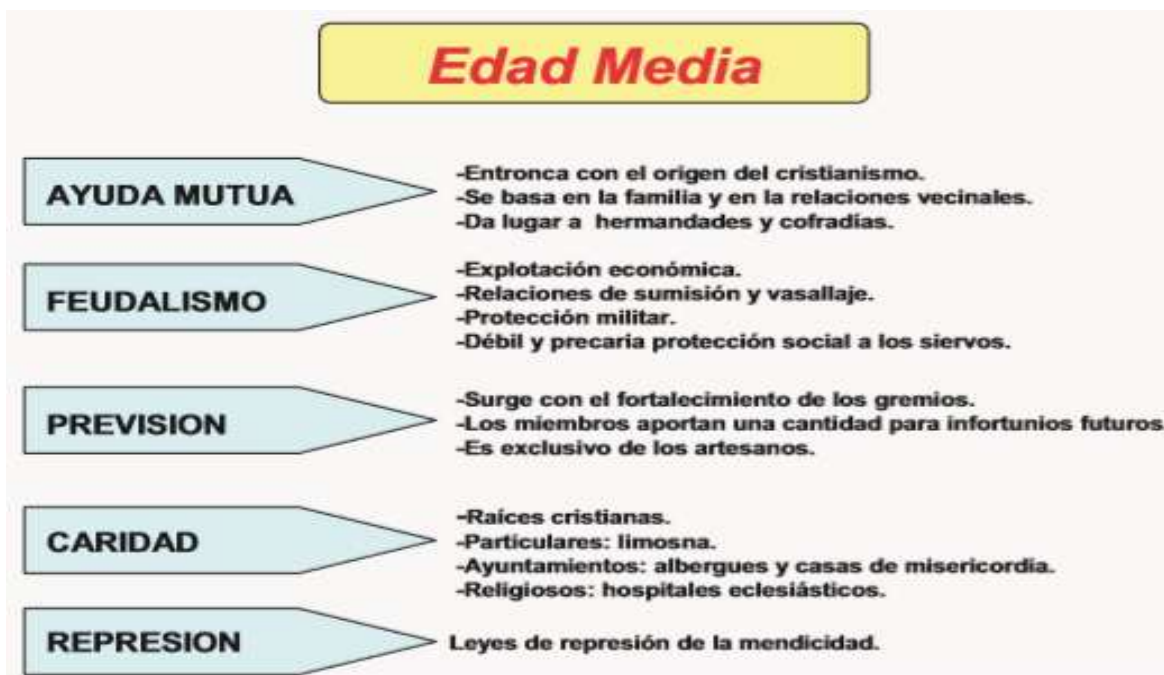 Edad Media
AYUDA MUTUA
-Entronca con el origen del cristianismo.
-Se basa en la familia y en la relaciones vecinales.
-Da lugar a hermandades y cofradías.
FEUDALISMO
-Explotación económica.
-Relaciones de sumisión y vasallaje.
-Protección militar.
-Débil y precaria protección social a los siervos.
PREVISION
-Surge con el fortalecimiento de los gremios.
-Los miembros aportan una cantidad para infortunios futuros.
-Es exclusivo de los artesanos.
CARIDAD
-Raíces cristianas.
-Particulares: limosna.
-Ayuntamientos: albergues y casas de misericordia.
-Religiosos: hospitales eclesiásticos.
REPRESION
Leyes de represión de la mendicidad.